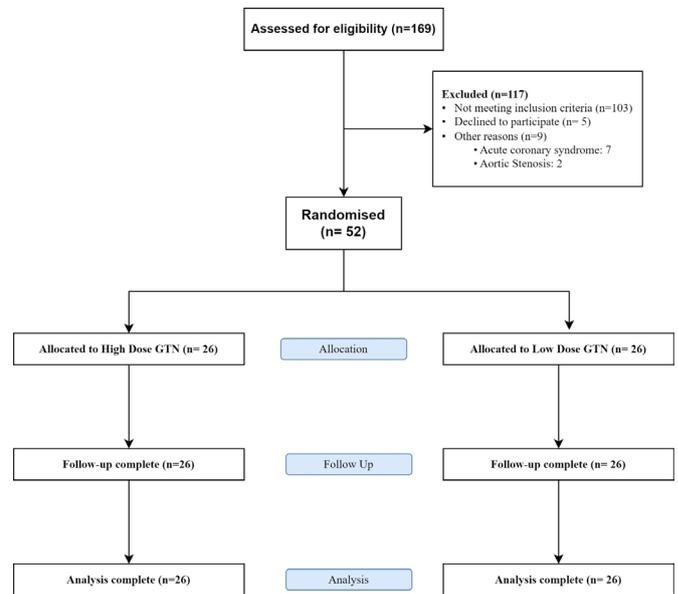 Assessed for eligibility (n=169)
Excluded (n=117)
• Not meeting inclusion criteria (n=103)
• Declined to participate (n= 5)
• Other reasons (n=9)
• Acute coronary syndrome: 7
• Aortic Stenosis: 2
Randomised
(n= 52)
Allocated to High Dose GTN (n= 26)
Allocation
Allocated to Low Dose GTN (n= 26)
Follow-up complete (n=26)
Follow Up
Follow-up complete (n= 26)
Analysis complete (n=26)
Analysis
Analysis complete (n= 26)